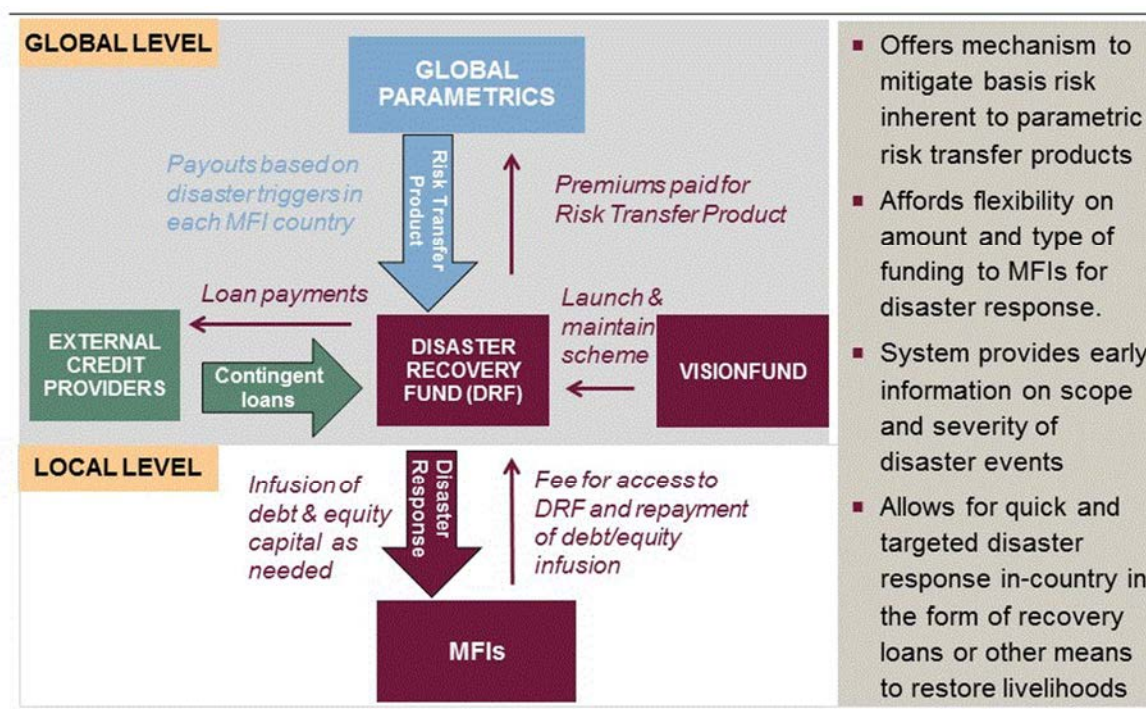 GLOBAL LEVEL
GLOBAL
PARAMETRICS
Payouts based on
disaster triggers in
each MFI country
Risk Transfer
Product
Premiums paid for
Risk Transfer Product
Loan payments
Launch &
maintain
scheme
EXTERNAL
CREDIT
PROVIDERS
Contingent
loans
DISASTER
RECOVERY
FUND (DRF)
VISIONFUND
LOCAL LEVEL
Infusion of
debt & equity
capital as
needed
Disaster
Response
Fee for access to
DRF and repayment
of debt/equity
infusion
MFIs
▪ Offers mechanism to
mitigate basis risk
inherent to parametric
risk transfer products
▪ Affords flexibility on
amount and type of
funding to MFIs for
disaster response.
▪ System provides early
information on scope
and severity of
disaster events
▪ Allows for quick and
targeted disaster
response in-country in
the form of recovery
loans or other means
to restore livelihoods